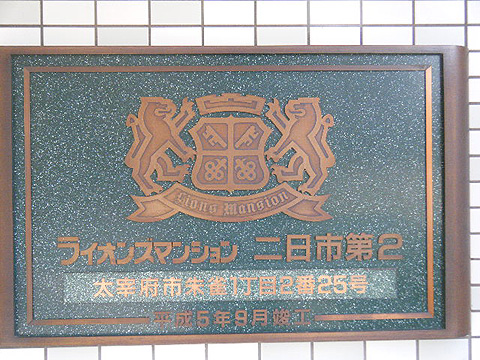 Lions Mansion
ライオンズマンション 二日市第2
太宰府市朱雀1丁目2番25号
平成5年9月竣工